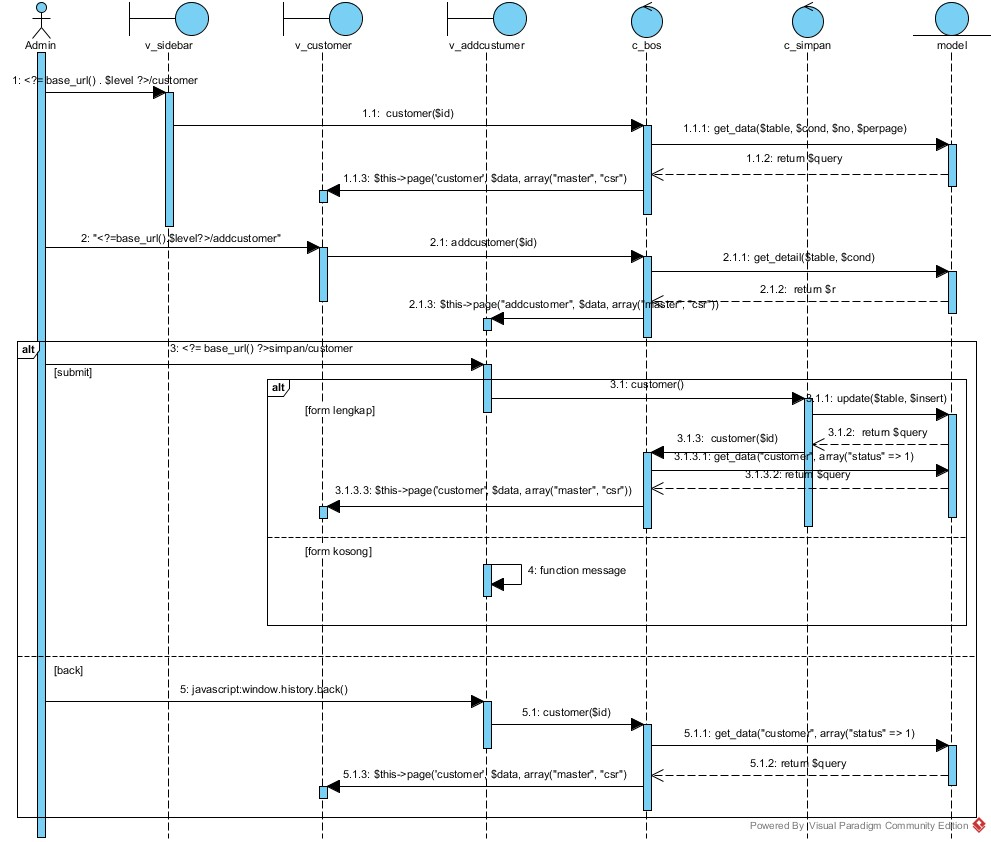 Admin
v_sidebar
v_customer
v_addcustumer
c_bos
c_simpan
model
1: <?= base_url() . $level ?>/customer
1.1: customer($id)
1.1.1: get_data($table, $cond, $no, $perpage)
1.1.2: return $query
1.1.3: $this->page('customer', $data, array("master", "csr")
2: "<?=base_url().$level?>/addcustomer"
2.1: addcustomer($id)
2.1.1: get_detail($table, $cond)
2.1.2: return $r
2.1.3: $this->page("addcustomer", $data, array("master", "csr"))
alt
3: <?= base_url() ?>simpan/customer
[submit]
alt
3.1: customer()
[form lengkap]
3.1.1: update($table, $insert)
3.1.2: return $query
3.1.3: customer($id)
3.1.3.1: get_data("customer", array("status" => 1)
3.1.3.2: return $query
3.1.3.3: $this->page('customer', $data, array("master", "csr"))
[form kosong]
4: function message
[back]
5: javascript:window.history.back()
5.1: customer($id)
5.1.1: get_data("customer", array("status" => 1)
5.1.2: return $query
5.1.3: $this->page('customer', $data, array("master", "csr")
Powered By Visual Paradigm Community Edition